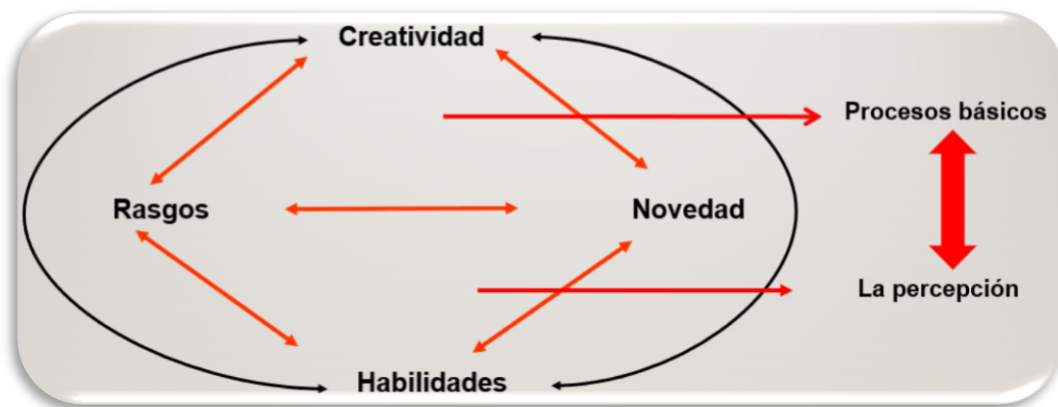 Creatividad
Procesos básicos
Rasgos
Novedad
La percepción
Habilidades